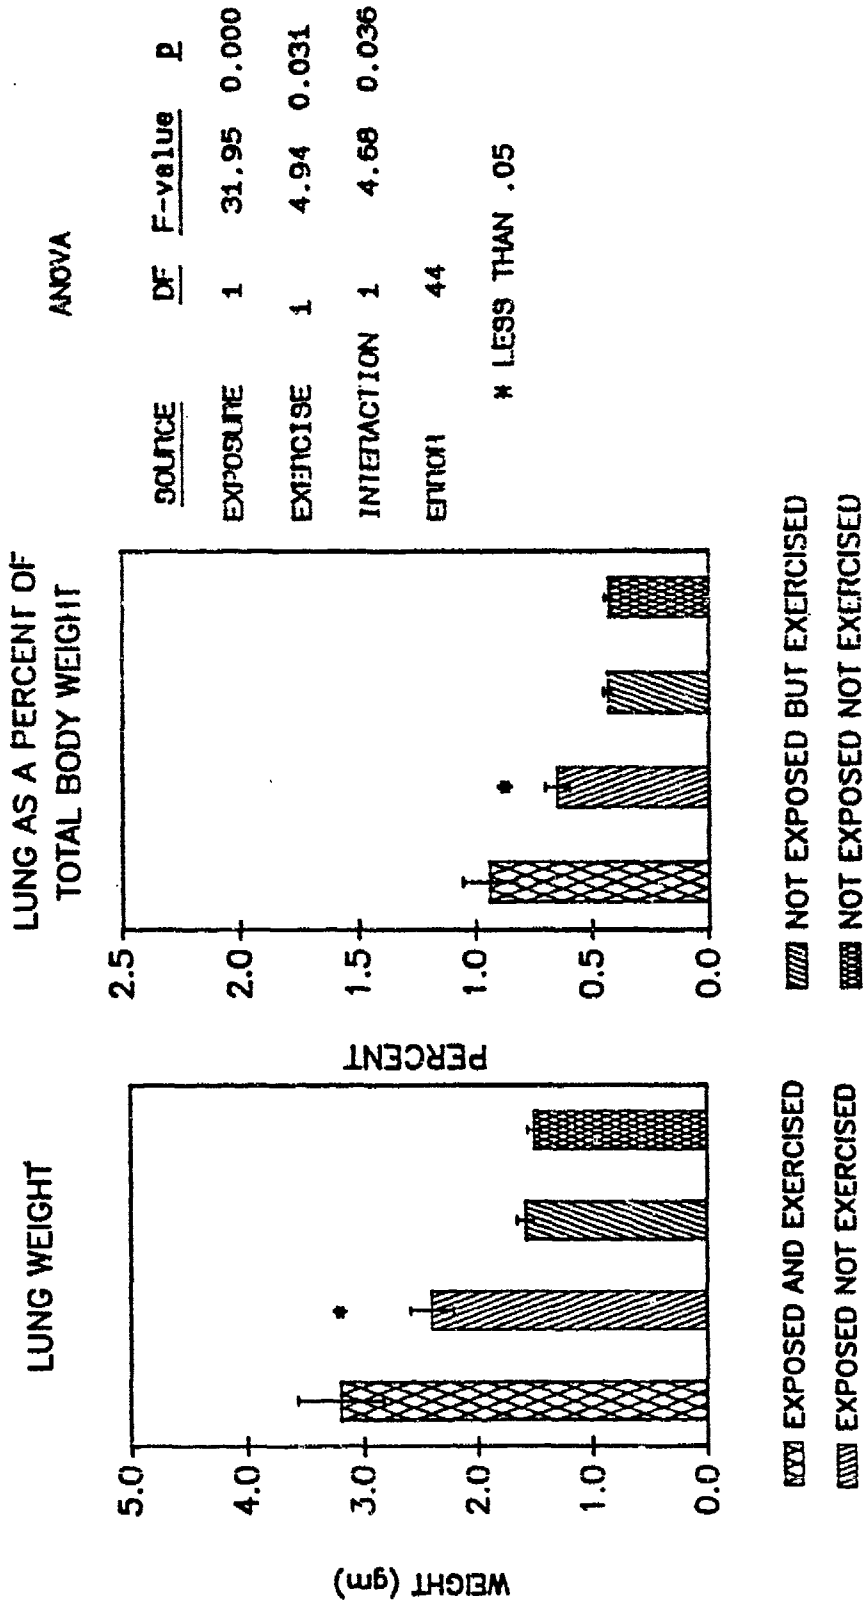 LUNG WEIGHT
WEIGHT (gm)
5.0
4.0
3.0
2.0
1.0
0.0
*
LUNG AS A PERCENT OF
TOTAL BODY WEIGHT
PERCENT
2.5
2.0
1.5
1.0
0.5
0.0
*
EXPOSED AND EXERCISED
EXPOSED NOT EXERCISED
NOT EXPOSED BUT EXERCISED
NOT EXPOSED NOT EXERCISED
ANOVA
SOURCE DF F-value p
EXPOSURE 1 31.95 0.000
EXERCISE 1 4.94 0.031
INTERACTION 1 4.68 0.036
ERROR 44
* LESS THAN .05